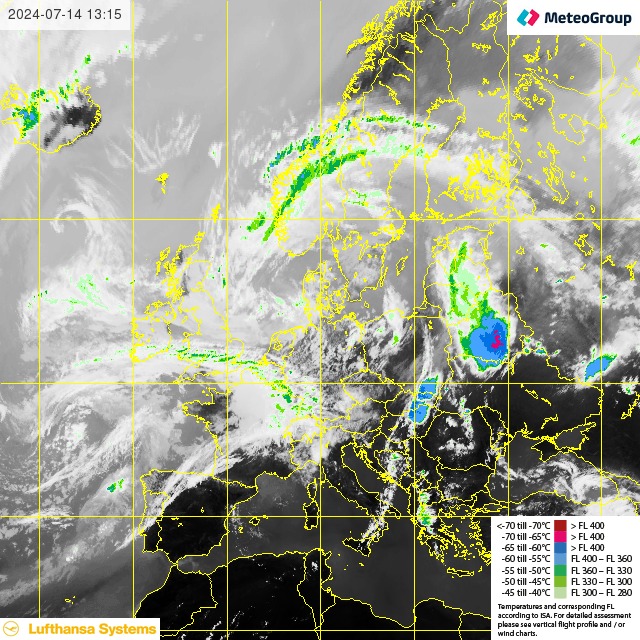 2024-07-14 13:15
MeteoGroup
<-70 till -70°C > FL 400
-70 till -65°C > FL 400
-65 till -60°C > FL 400
-60 till -55°C FL 400 – FL 360
-55 till -50°C FL 360 – FL 330
-50 till -45°C FL 330 – FL 300
-45 till -40°C FL 300 – FL 280
Temperatures and corresponding FL
according to ISA. For detailed assessment
please see vertical flight profile and / or
wind charts.
Lufthansa Systems